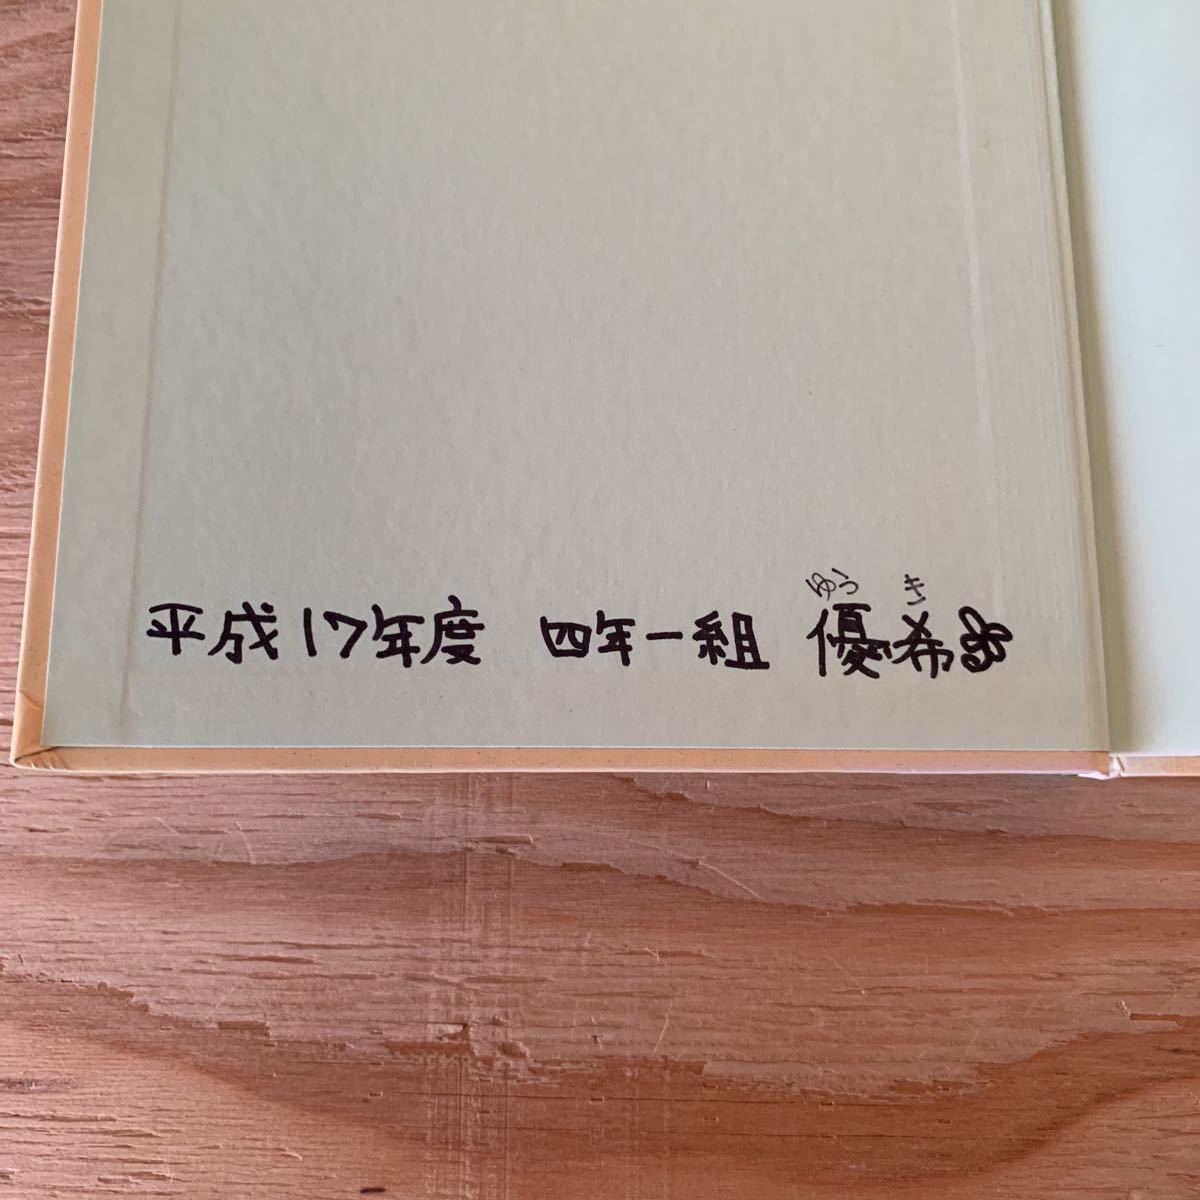 ゆう き
平成17年度 四年一組 優希